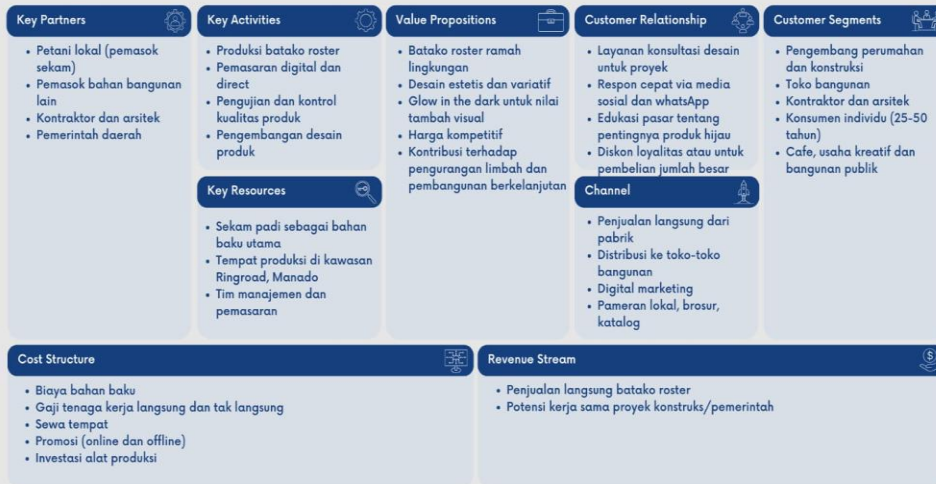 Key Partners
• Petani lokal (pemasok
sekam)
• Pemasok bahan bangunan
lain
• Kontraktor dan arsitek
• Pemerintah daerah
Key Activities
• Produksi batako roster
• Pemasaran digital dan
direct
• Pengujian dan kontrol
kualitas produk
• Pengembangan desain
produk
Key Resources
• Sekam padi sebagai bahan
baku utama
• Tempat produksi di kawasan
Ringroad, Manado
• Tim manajemen dan
pemasaran
Value Propositions
• Batako roster ramah
lingkungan
• Desain estetis dan variatif
• Glow in the dark untuk nilai
tambah visual
• Harga kompetitif
• Kontribusi terhadap
pengurangan limbah dan
pembangunan berkelanjutan
Customer Relationship
• Layanan konsultasi desain
untuk proyek
• Respon cepat via media
sosial dan whatsApp
• Edukasi pasar tentang
pentingnya produk hijau
• Diskon loyalitas atau untuk
pembelian jumlah besar
Channel
• Penjualan langsung dari
pabrik
• Distribusi ke toko-toko
bangunan
• Digital marketing
• Pameran lokal, brosur,
katalog
Customer Segments
• Pengembang perumahan
dan konstruksi
• Toko bangunan
• Kontraktor dan arsitek
• Konsumen individu (25-50
tahun)
• Cafe, usaha kreatif dan
bangunan publik
Cost Structure
• Biaya bahan baku
• Gaji tenaga kerja langsung dan tak langsung
• Sewa tempat
• Promosi (online dan offline)
• Investasi alat produksi
Revenue Stream
• Penjualan langsung batako roster
• Potensi kerja sama proyek konstruks/pemerintah